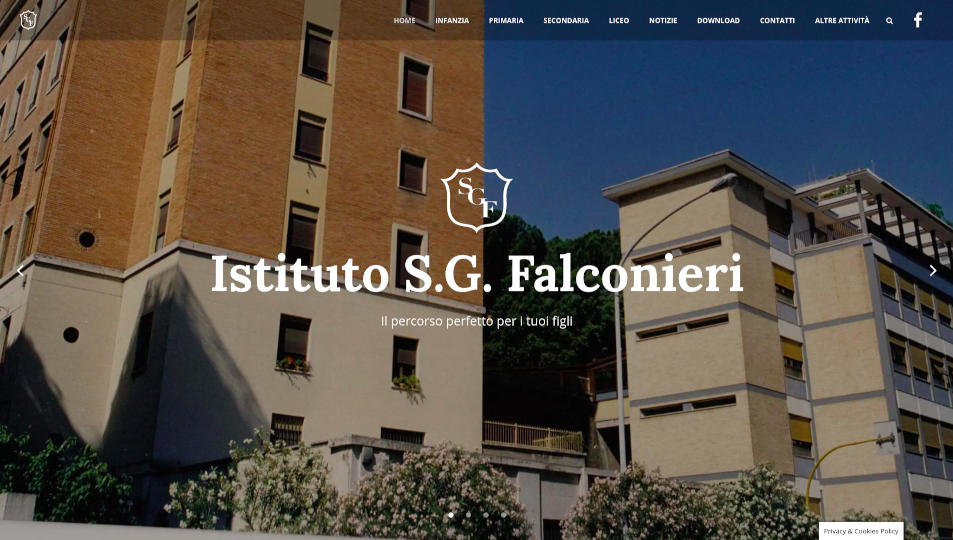 HOME INFANZIA PRIMARIA SECONDARIA LICEO NOTIZIE DOWNLOAD CONTATTI ALTRE ATTIVITÀ
SGF
Istituto S.G. Falconieri
Il percorso perfetto per i tuoi figli
Privacy & Cookies Policy